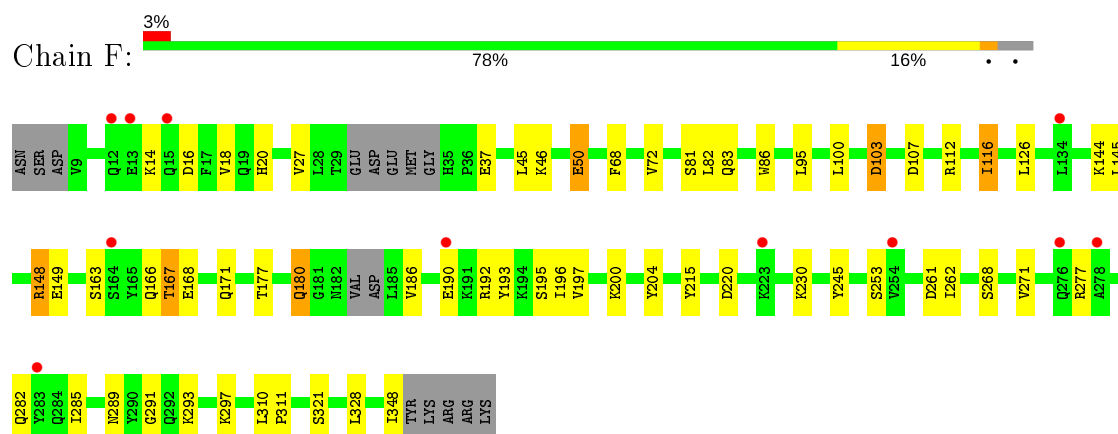 3%
Chain F:
78% 16% • •
ASN SER ASP V9 Q12 E13 K14 Q15 D16 F17 V18 Q19 H20 V27 L28 T29 GLU ASP GLU MET GLY H35 P36 E37 L45 K46 E50 F68 V72 S81 L82 Q83 W86 L95 L100 D103 D107 R112 I116 L126 L134 K144 L145
R148 E149 S163 S164 Y165 Q166 T167 E168 Q171 T177 Q180 G181 N182 VAL ASP L185 V186 E190 K191 R192 Y193 K194 S195 I196 V197 K200 Y204 Y215 D220 K223 K230 Y245 S253 V254 D261 I262 S268 V271 Q276 R277 A278
Q282 Y283 Q284 I285 N289 Y290 G291 Q292 K293 K297 L310 P311 S321 L328 I348 TYR LYS ARG ARG LYS